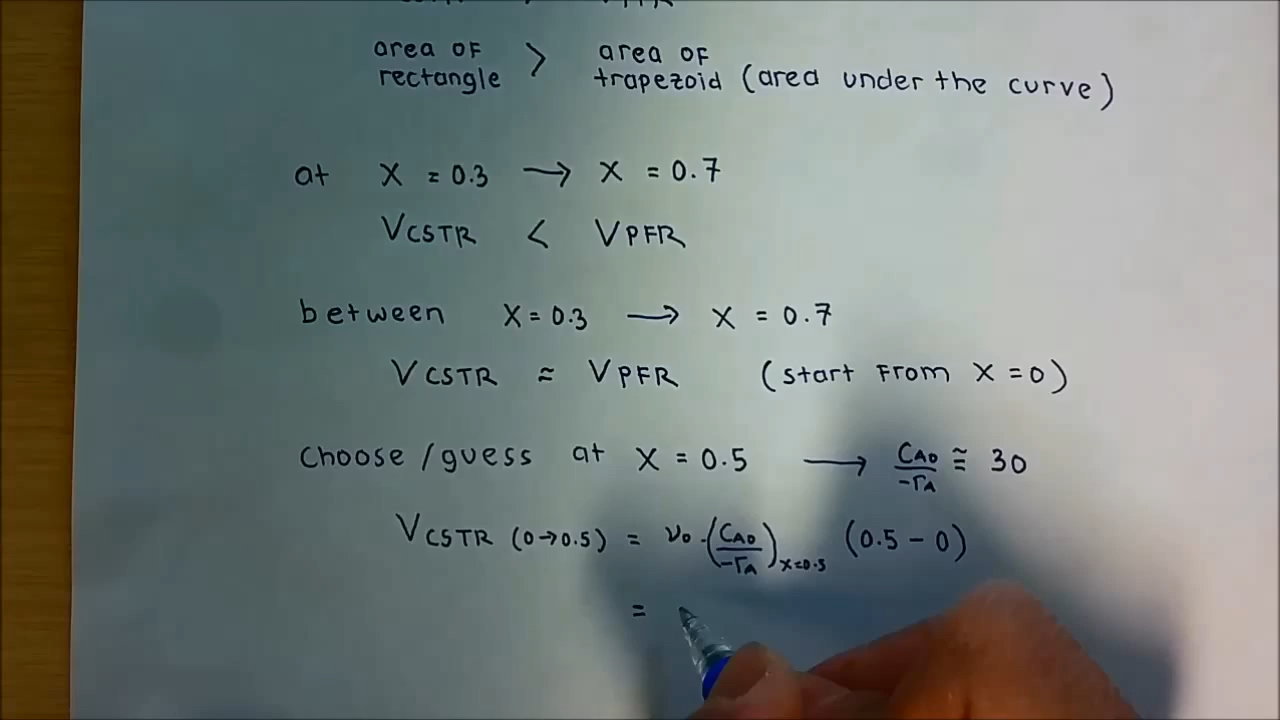 area of > area of
rectangle trapezoid (area under the curve)
at X = 0.3 → X = 0.7
VCSTR < VPFR
between X = 0.3 → X = 0.7
VCSTR ≈ VPFR (start from X = 0)
choose/guess at X = 0.5 → CA0/-rA ≅ 30
VCSTR (0→0.5) = ν0 · (CA0/-rA)x=0.5 (0.5 - 0)
=